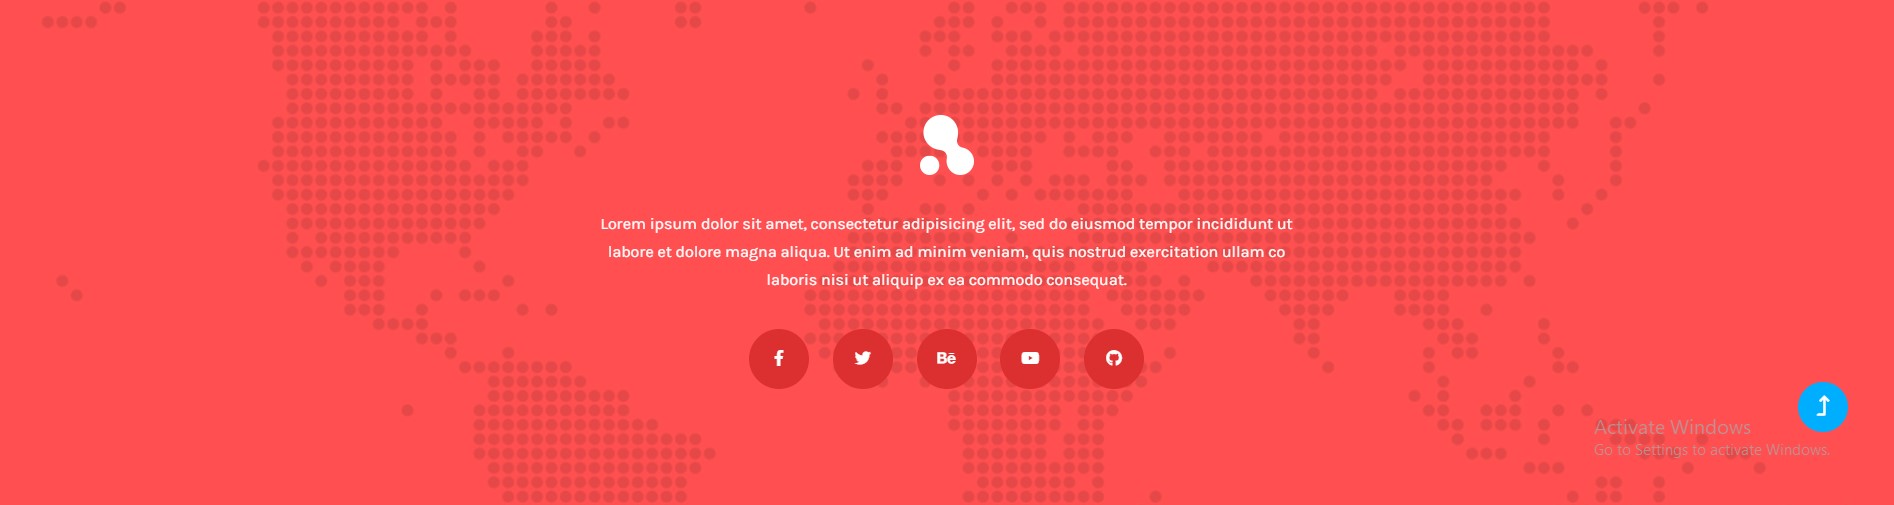 Lorem ipsum dolor sit amet, consectetur adipisicing elit, sed do eiusmod tempor incididunt ut
labore et dolore magna aliqua. Ut enim ad minim veniam, quis nostrud exercitation ullam co
laboris nisi ut aliquip ex ea commodo consequat.
Bē
Activate Windows
Go to Settings to activate Windows.